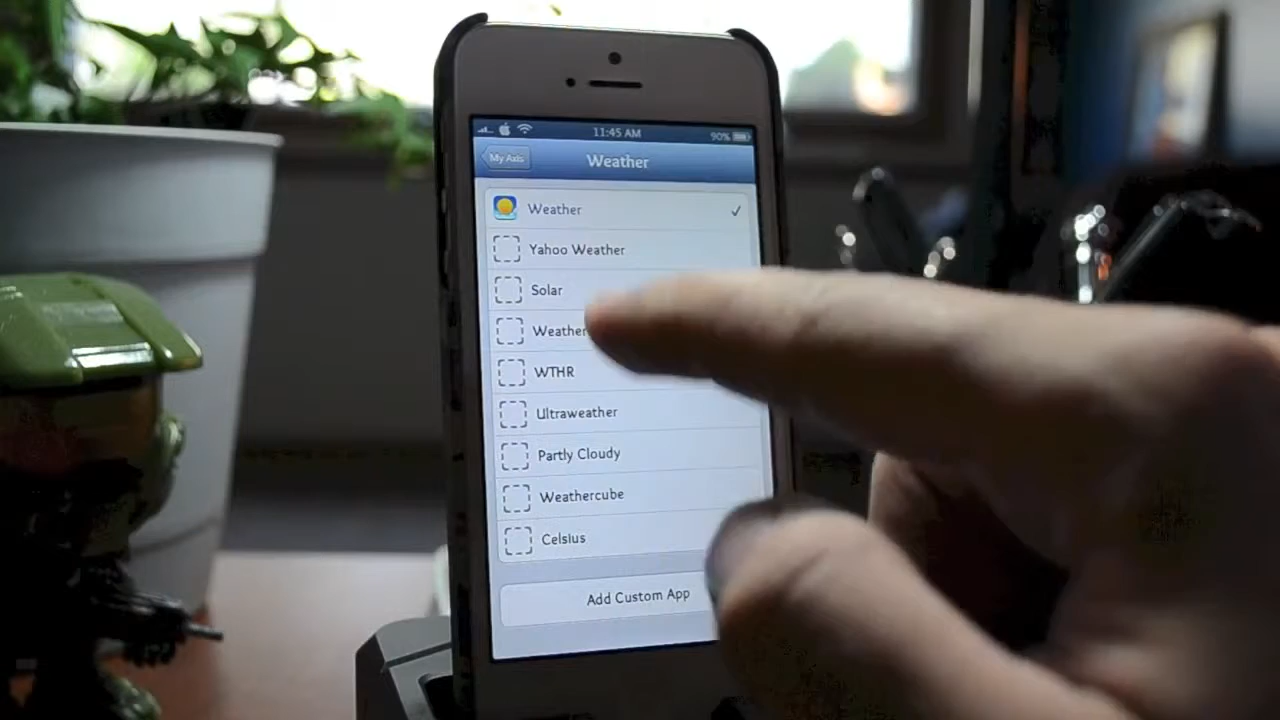 11:45 AM
90%
My Axis
Weather
Weather
Yahoo Weather
Solar
Weather
WTHR
Ultraweather
Partly Cloudy
Weathercube
Celsius
Add Custom App